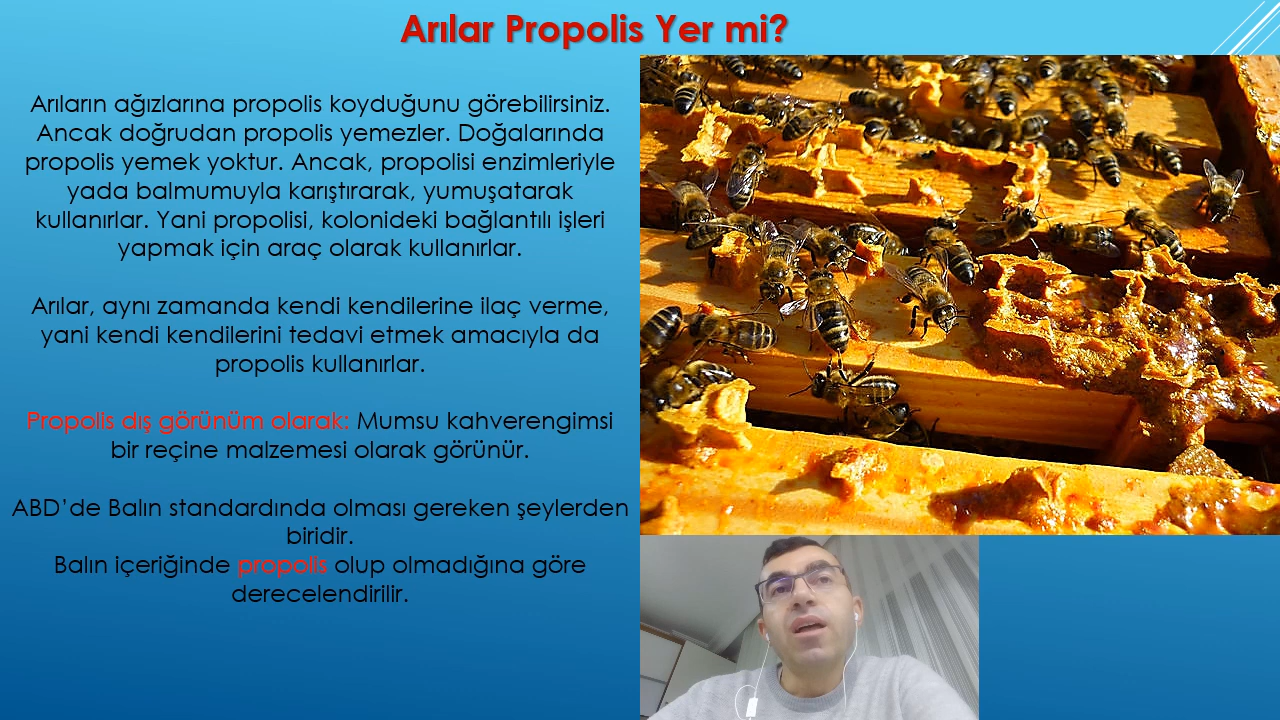 Arılar Propolis Yer mi?
Arıların ağızlarına propolis koyduğunu görebilirsiniz.
Ancak doğrudan propolis yemezler. Doğalarında
propolis yemek yoktur. Ancak, propolisi enzimleriyle
yada balmumuyla karıştırarak, yumuşatarak
kullanırlar. Yani propolisi, kolonideki bağlantılı işleri
yapmak için araç olarak kullanırlar.
Arılar, aynı zamanda kendi kendilerine ilaç verme,
yani kendi kendilerini tedavi etmek amacıyla da
propolis kullanırlar.
Propolis dış görünüm olarak: Mumsu kahverengimsi
bir reçine malzemesi olarak görünür.
ABD’de Balın standardında olması gereken şeylerden
biridir.
Balın içeriğinde propolis olup olmadığına göre
derecelendirilir.